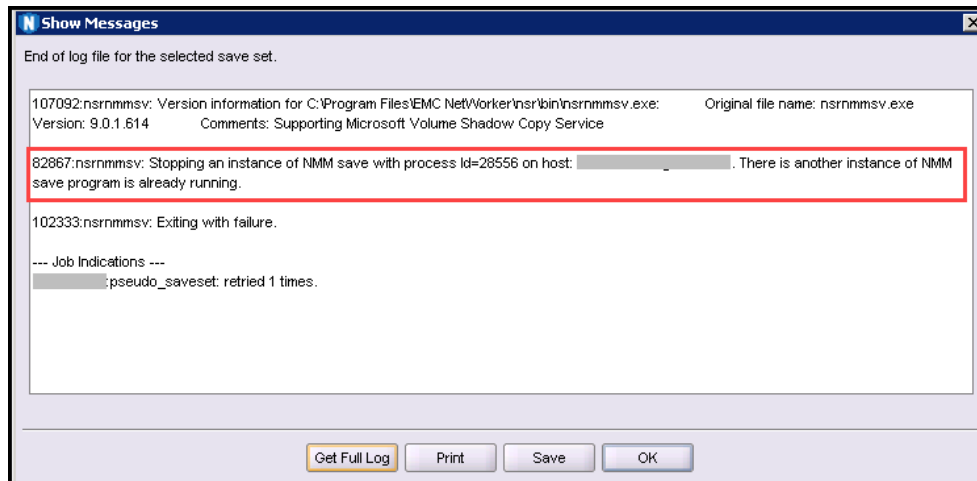 N Show Messages
End of log file for the selected save set.
107092:nsrnmmsv: Version information for C:\Program Files\EMC NetWorker\nsr\bin\nsrnmmsv.exe: Original file name: nsrnmmsv.exe
Version: 9.0.1.614 Comments: Supporting Microsoft Volume Shadow Copy Service
82867:nsrnmmsv: Stopping an instance of NMM save with process Id=28556 on host: . There is another instance of NMM
save program is already running.
102333:nsrnmmsv: Exiting with failure.
--- Job Indications ---
:pseudo_saveset: retried 1 times.
Get Full Log Print Save OK